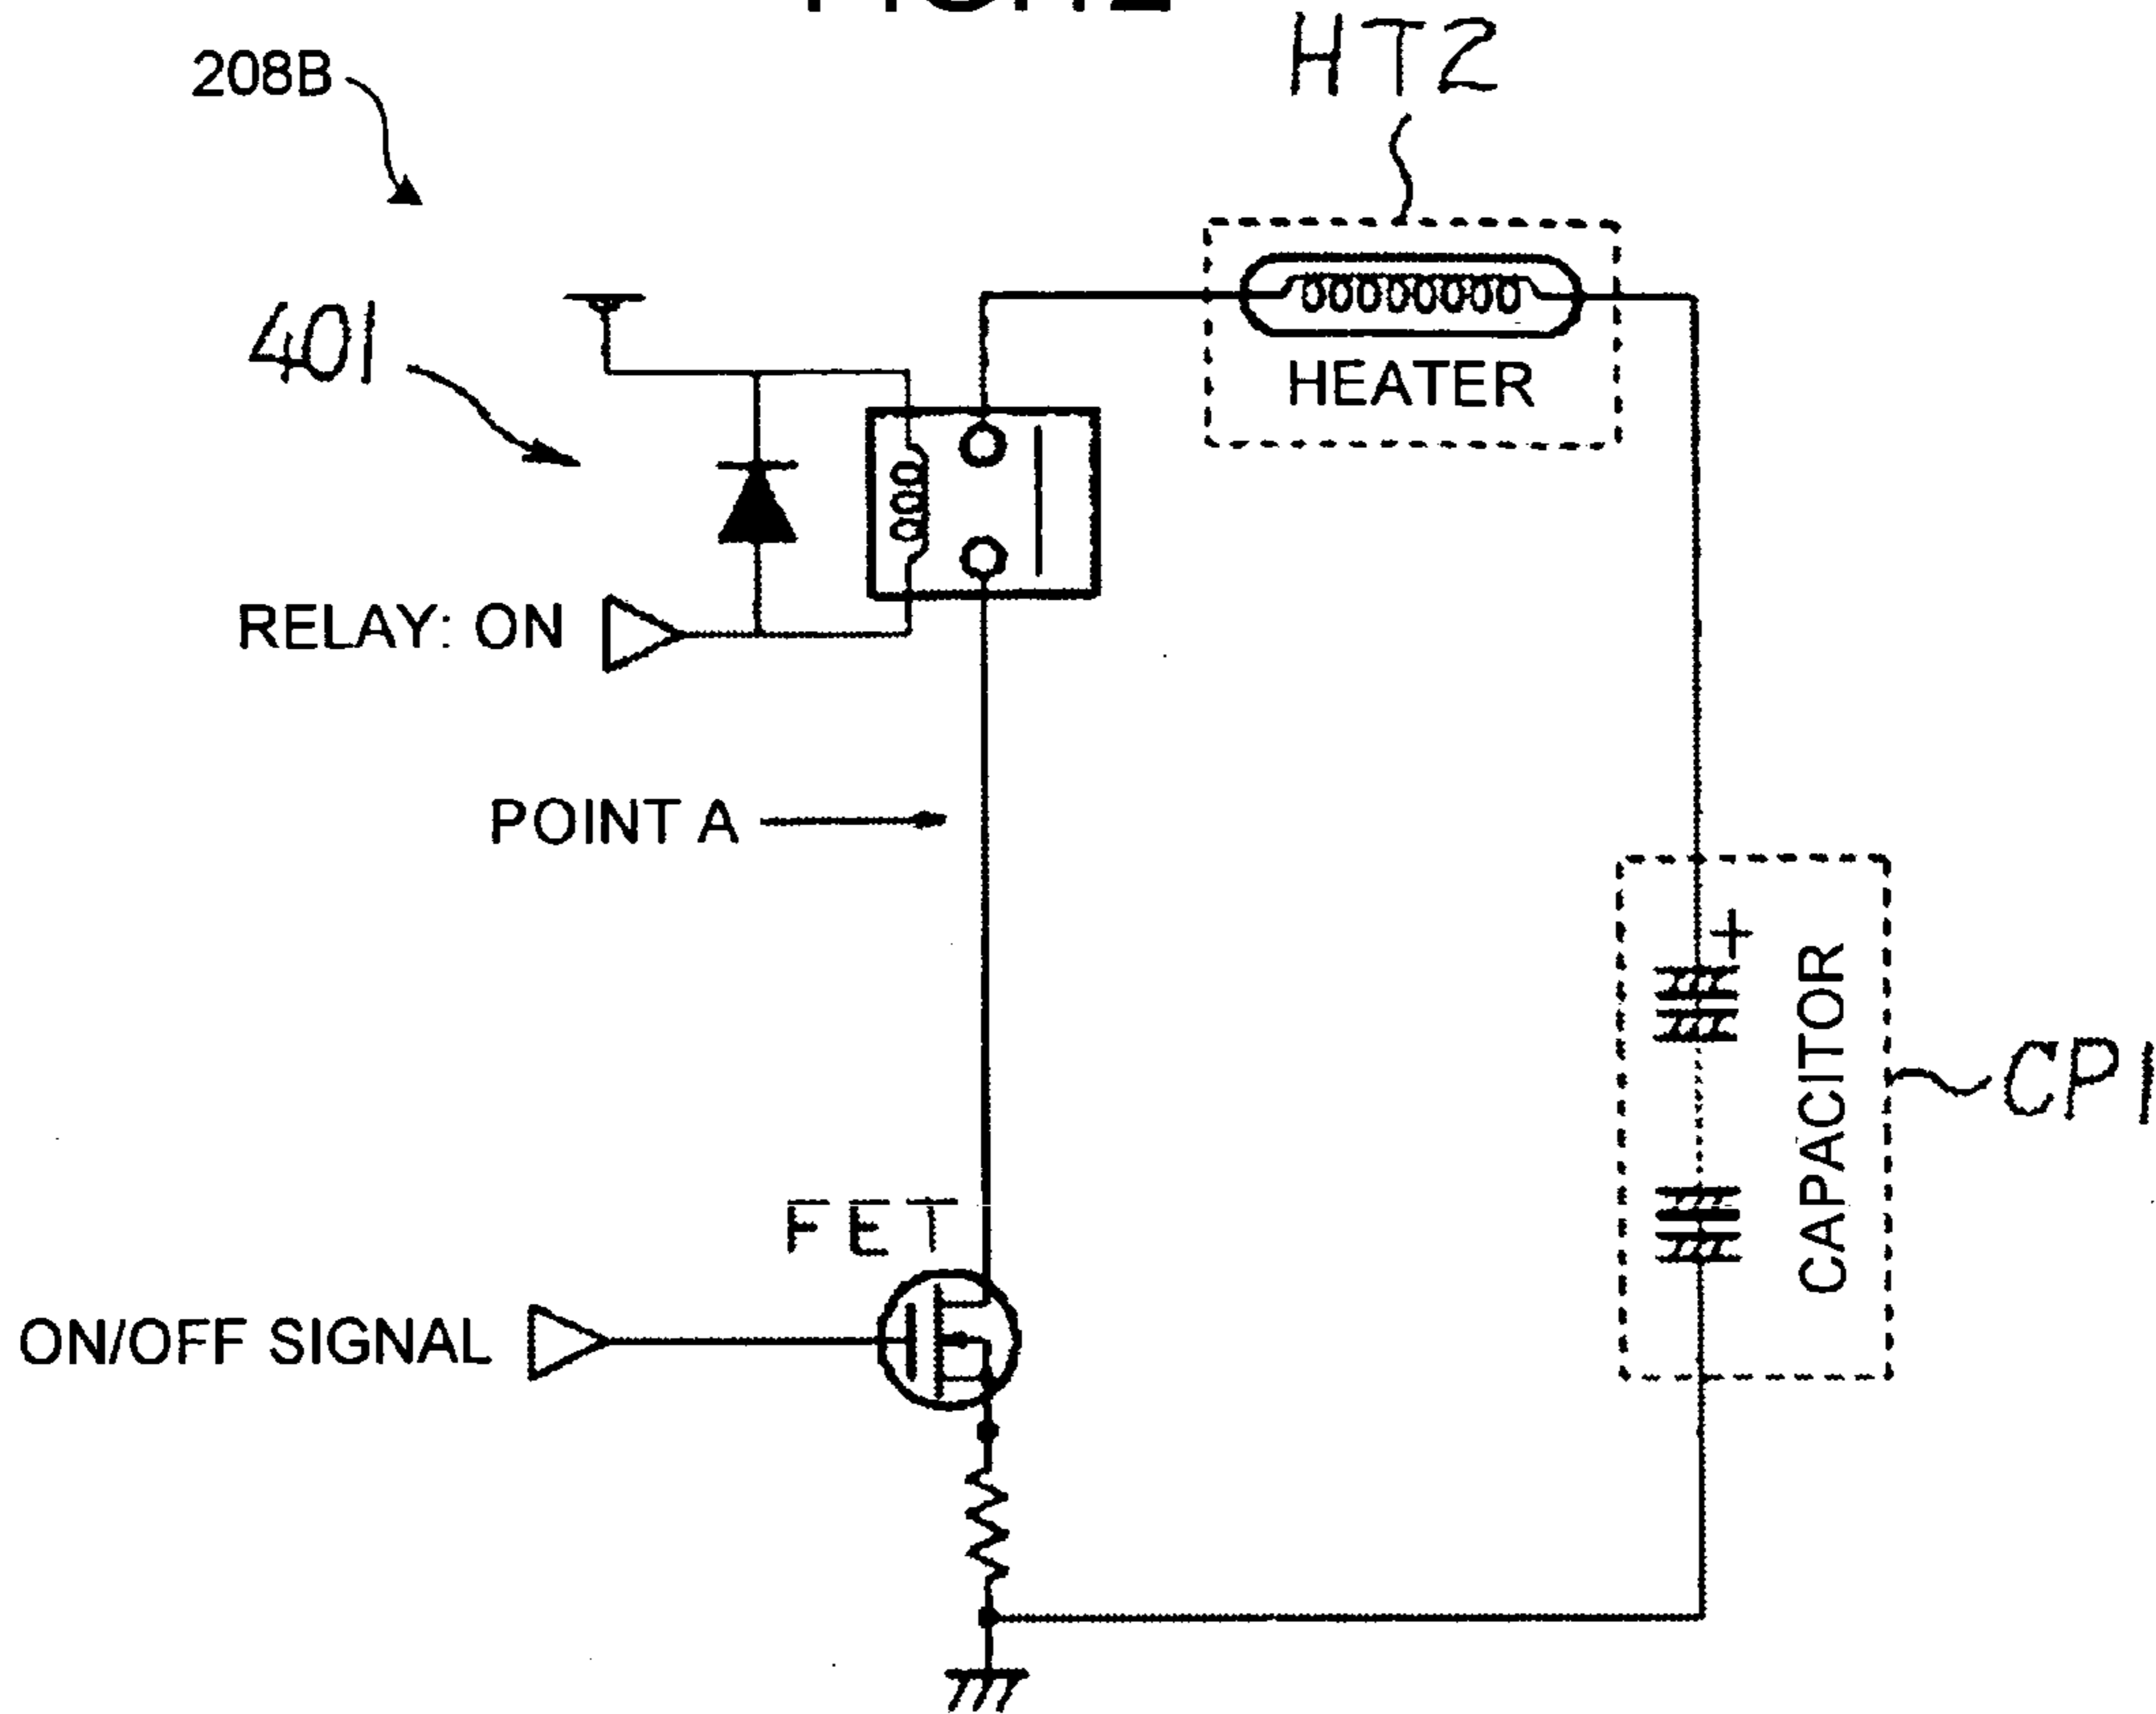 208B
HT2
401
HEATER
RELAY: ON
POINT A
+
CAPACITOR
CP1
FET
ON/OFF SIGNAL